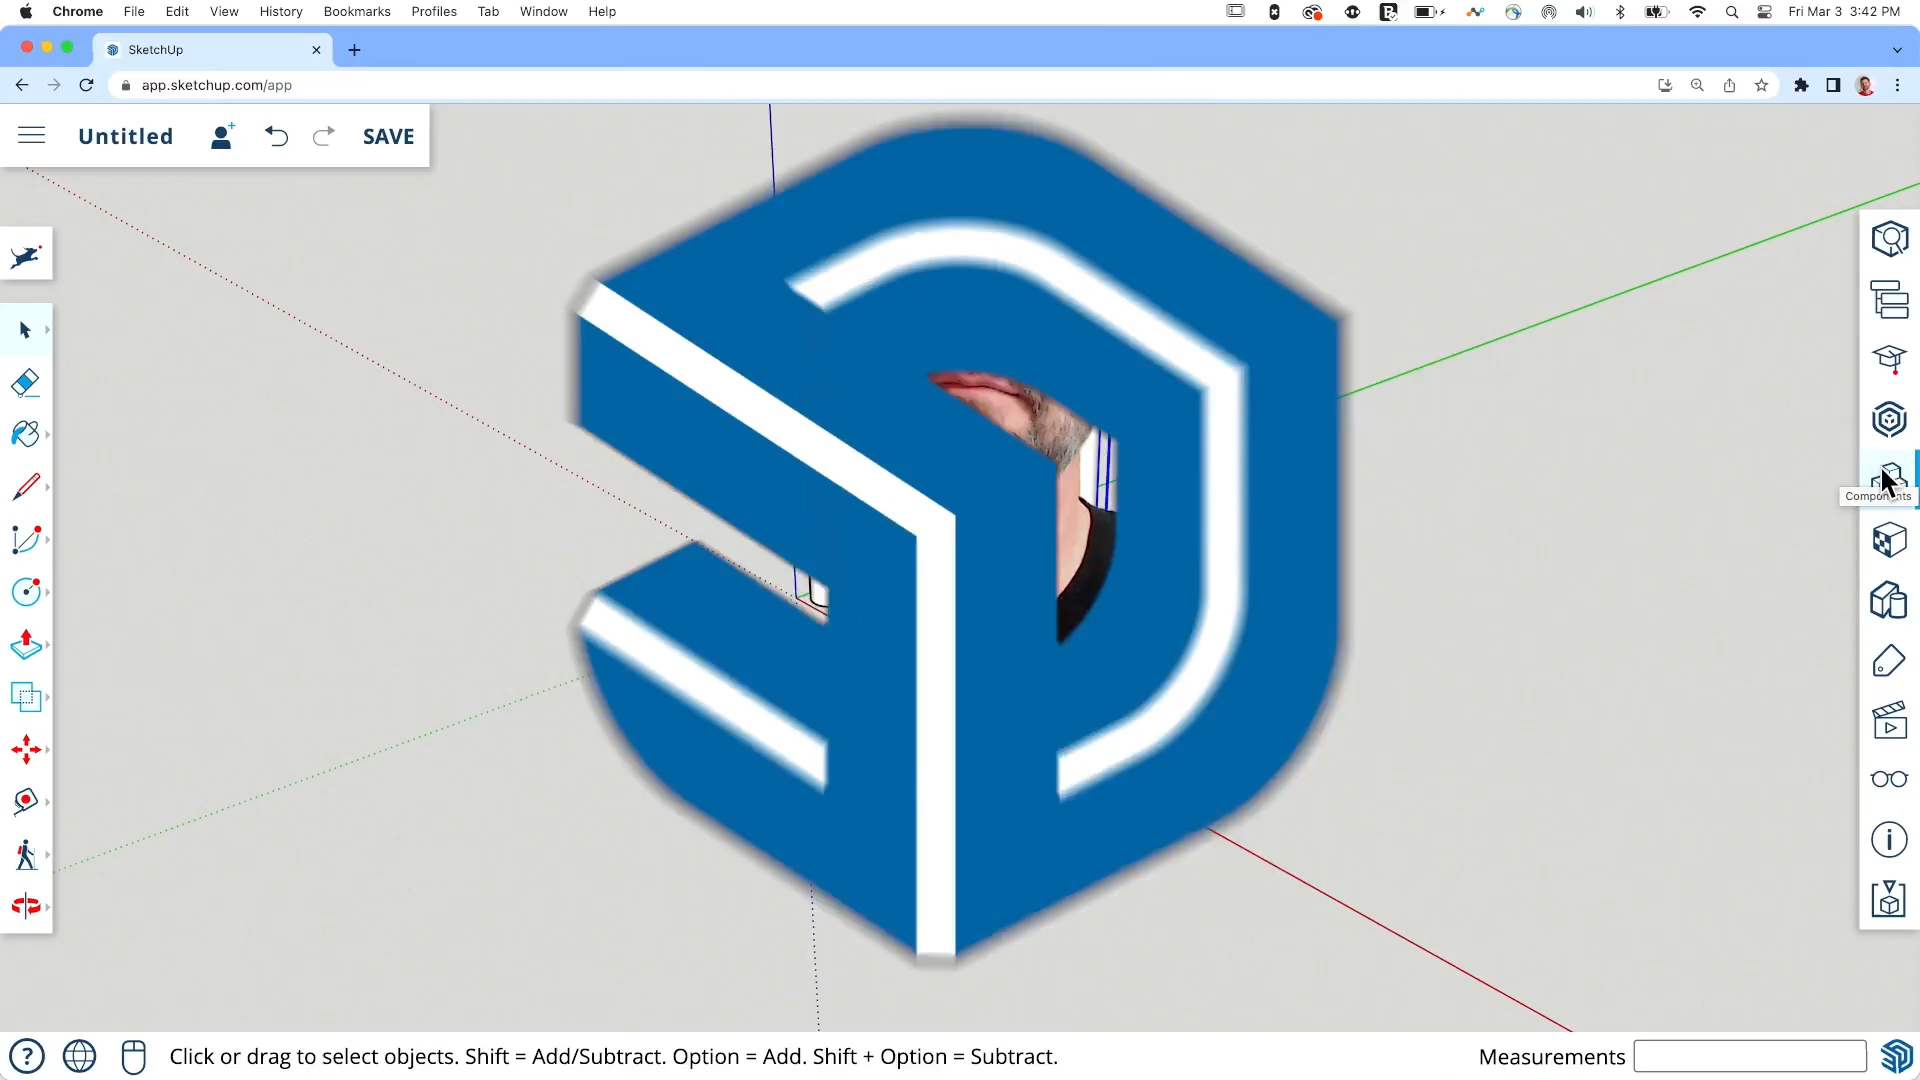 Chrome File Edit View History Bookmarks Profiles Tab Window Help
Fri Mar 3 3:42 PM
SketchUp
app.sketchup.com/app
Untitled
SAVE
Components
Click or drag to select objects. Shift = Add/Subtract. Option = Add. Shift + Option = Subtract.
Measurements